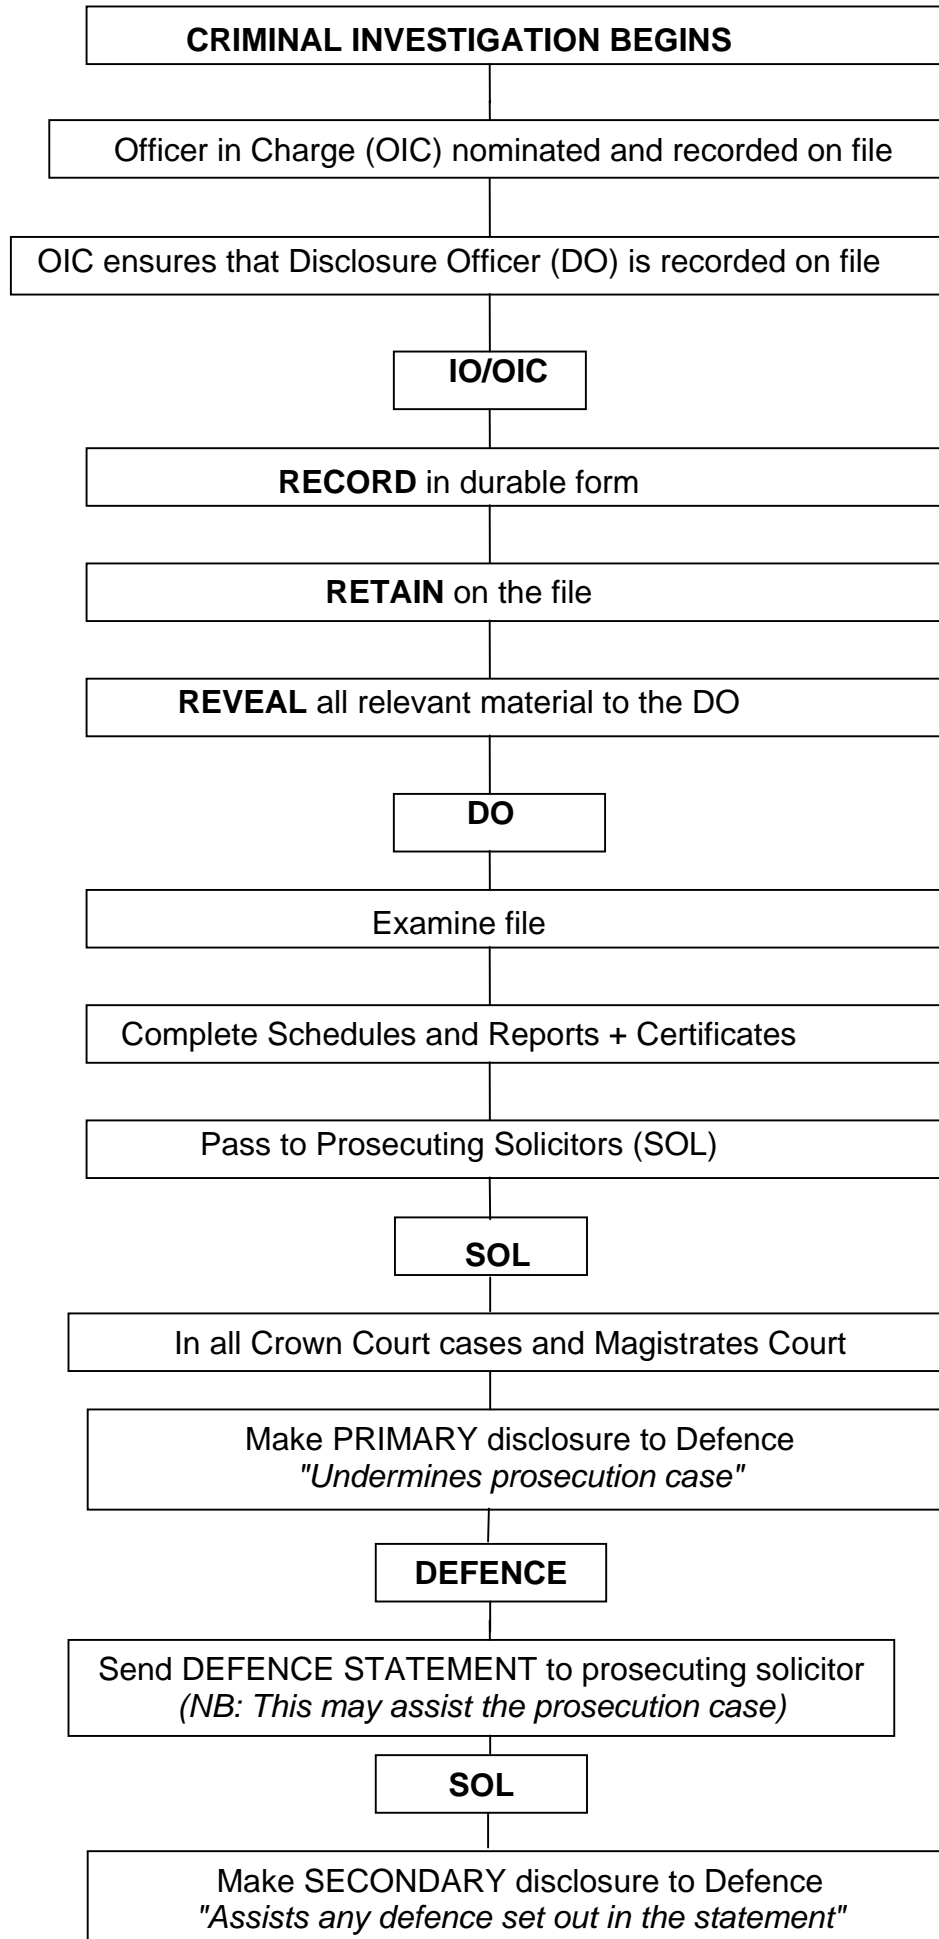 CRIMINAL INVESTIGATION BEGINS
Officer in Charge (OIC) nominated and recorded on file
OIC ensures that Disclosure Officer (DO) is recorded on file
IO/OIC
RECORD in durable form
RETAIN on the file
REVEAL all relevant material to the DO
DO
Examine file
Complete Schedules and Reports + Certificates
Pass to Prosecuting Solicitors (SOL)
SOL
In all Crown Court cases and Magistrates Court
Make PRIMARY disclosure to Defence
"Undermines prosecution case"
DEFENCE
Send DEFENCE STATEMENT to prosecuting solicitor
(NB: This may assist the prosecution case)
SOL
Make SECONDARY disclosure to Defence
"Assists any defence set out in the statement"